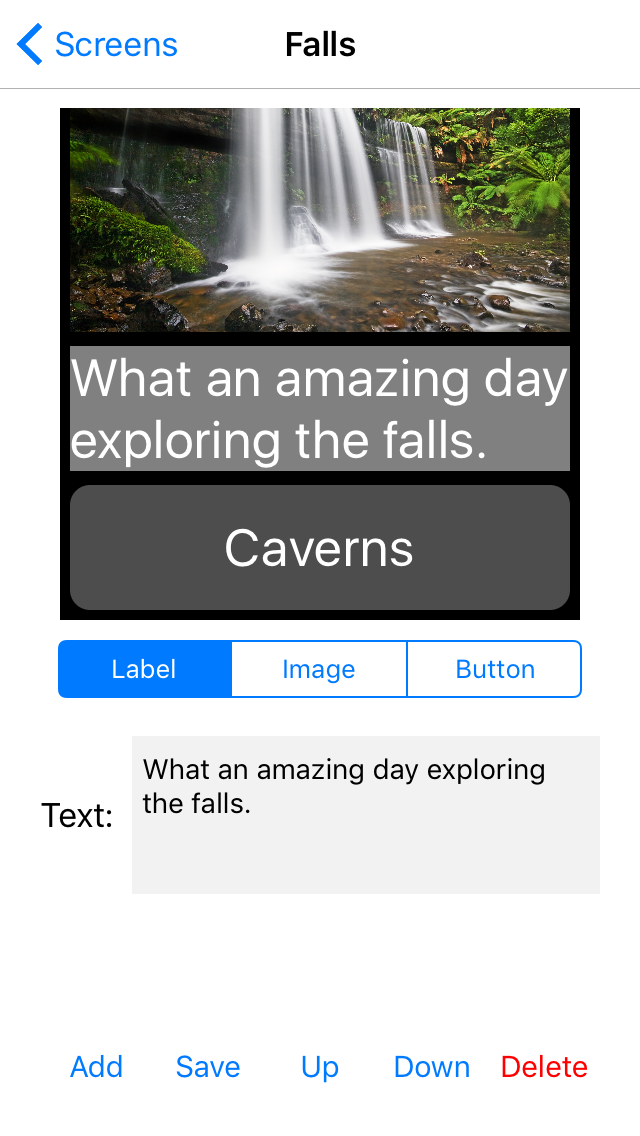 Screens
Falls
What an amazing day
exploring the falls.
Caverns
Label
Image
Button
Text:
What an amazing day exploring
the falls.
Add
Save
Up
Down
Delete